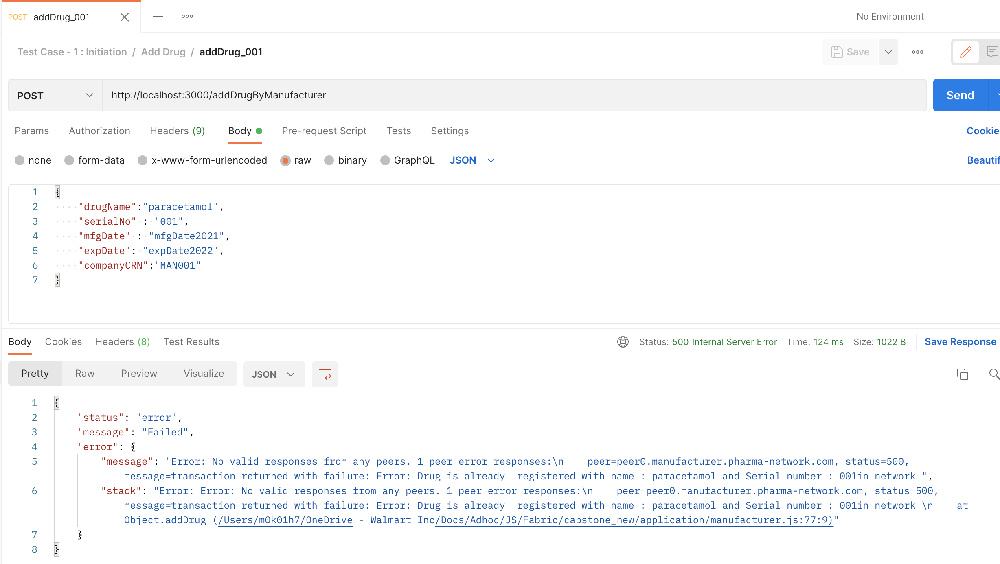 POST addDrug_001
No Environment
Test Case - 1 : Initiation / Add Drug / addDrug_001
Save
POST http://localhost:3000/addDrugByManufacturer
Send
Params Authorization Headers (9) Body Pre-request Script Tests Settings
Cookie
none form-data x-www-form-urlencoded raw binary GraphQL JSON
Beautif
1 {
2 "drugName":"paracetamol",
3 "serialNo" : "001",
4 "mfgDate" : "mfgDate2021",
5 "expDate": "expDate2022",
6 "companyCRN":"MAN001"
7 }
Body Cookies Headers (8) Test Results
Status: 500 Internal Server Error Time: 124 ms Size: 1022 B Save Response
Pretty Raw Preview Visualize JSON
1 {
2 "status": "error",
3 "message": "Failed",
4 "error": {
5 "message": "Error: No valid responses from any peers. 1 peer error responses:\n    peer=peer0.manufacturer.pharma-network.com, status=500,
message=transaction returned with failure: Error: Drug is already  registered with name : paracetamol and Serial number : 001in network ",
6 "stack": "Error: Error: No valid responses from any peers. 1 peer error responses:\n    peer=peer0.manufacturer.pharma-network.com, status=500,
message=transaction returned with failure: Error: Drug is already  registered with name : paracetamol and Serial number : 001in network \n    at
Object.addDrug (/Users/m0k01h7/OneDrive - Walmart Inc/Docs/Adhoc/JS/Fabric/capstone_new/application/manufacturer.js:77:9)"
7 }
8 }